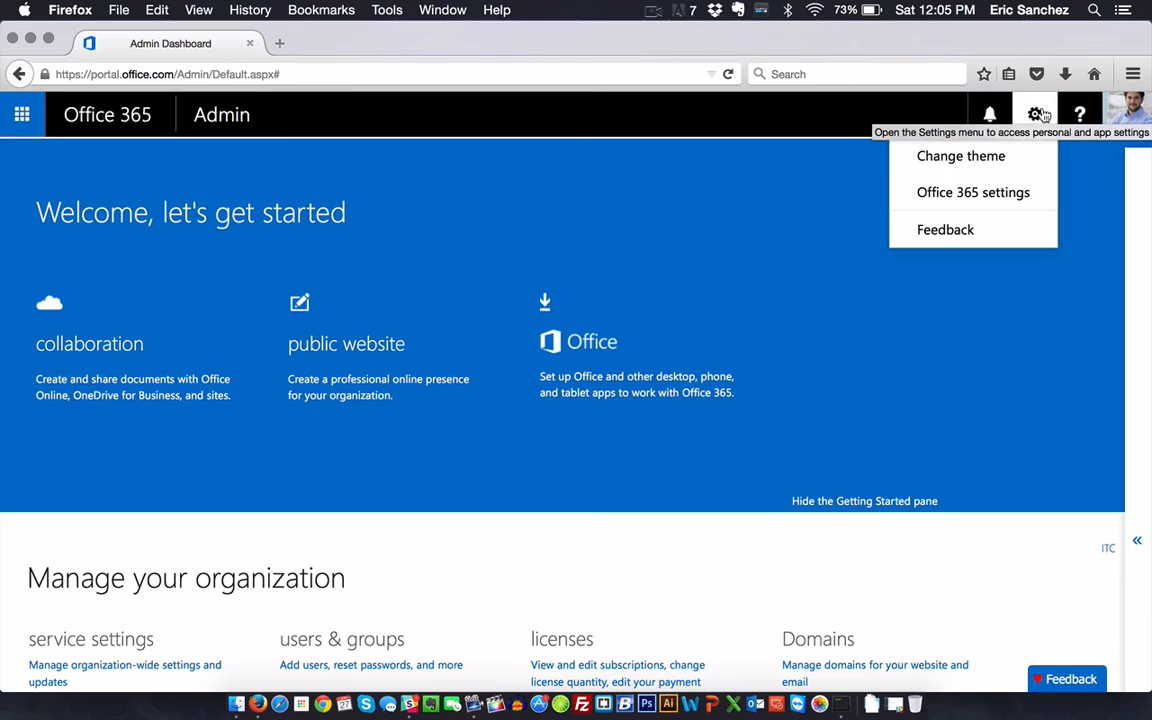 Firefox File Edit View History Bookmarks Tools Window Help 7 73% Sat 12:05 PM Eric Sanchez
Admin Dashboard
https://portal.office.com/Admin/Default.aspx#
Search
Office 365 Admin ?
Open the Settings menu to access personal and app settings
Change theme
Office 365 settings
Feedback
Welcome, let's get started
collaboration
Create and share documents with Office
Online, OneDrive for Business, and sites.
public website
Create a professional online presence
for your organization.
Office
Set up Office and other desktop, phone,
and tablet apps to work with Office 365.
Hide the Getting Started pane
ITC
Manage your organization
service settings
Manage organization-wide settings and
updates
users & groups
Add users, reset passwords, and more
licenses
View and edit subscriptions, change
license quantity, edit your payment
Domains
Manage domains for your website and
email
Feedback